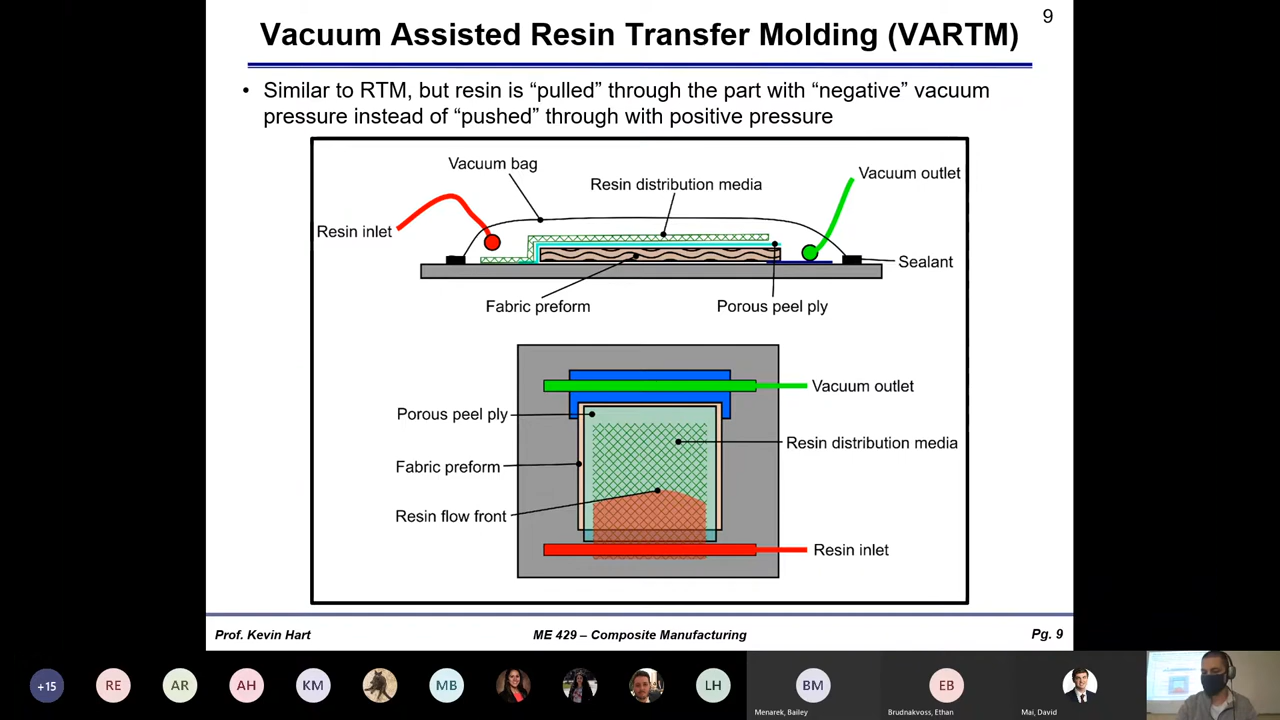 9
Vacuum Assisted Resin Transfer Molding (VARTM)
• Similar to RTM, but resin is “pulled” through the part with “negative” vacuum
pressure instead of “pushed” through with positive pressure
Vacuum bag
Resin distribution media
Vacuum outlet
Resin inlet
Sealant
Fabric preform
Porous peel ply
Vacuum outlet
Porous peel ply
Resin distribution media
Fabric preform
Resin flow front
Resin inlet
Prof. Kevin Hart
ME 429 – Composite Manufacturing
Pg. 9
+15
RE
AR
AH
KM
MB
LH
BM
EB
Menarek, Bailey
Brudnakvoss, Ethan
Mai, David